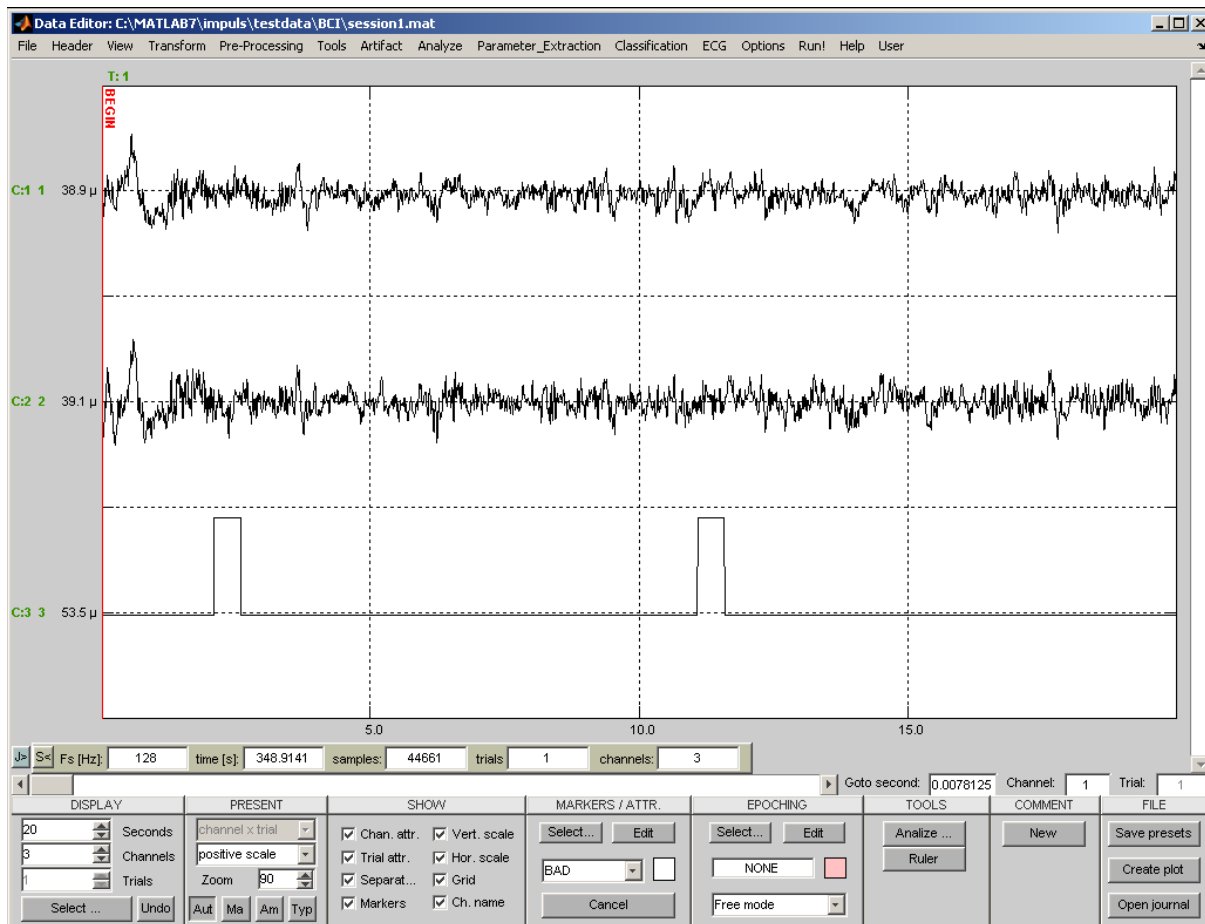 Data Editor: C:\MATLAB7\impuls\testdata\BCI\session1.mat
File Header View Transform Pre-Processing Tools Artifact Analyze Parameter_Extraction Classification ECG Options Run! Help User
T: 1
BEGIN
C:1 1 38.9 μ
C:2 2 39.1 μ
C:3 3 53.5 μ
5.0 10.0 15.0
J> S< Fs [Hz]: 128 time [s]: 348.9141 samples: 44661 trials 1 channels: 3
Goto second: 0.0078125 Channel: 1 Trial: 1
DISPLAY PRESENT SHOW MARKERS / ATTR. EPOCHING TOOLS COMMENT FILE
20 Seconds channel x trial Chan. attr. Vert. scale Select... Edit Select... Edit Analize ... New Save presets
3 Channels positive scale Trial attr. Hor. scale BAD NONE Ruler Create plot
1 Trials Zoom 90 Separat... Grid
Select ... Undo Aut Ma Am Typ Markers Ch. name Cancel Free mode Open journal